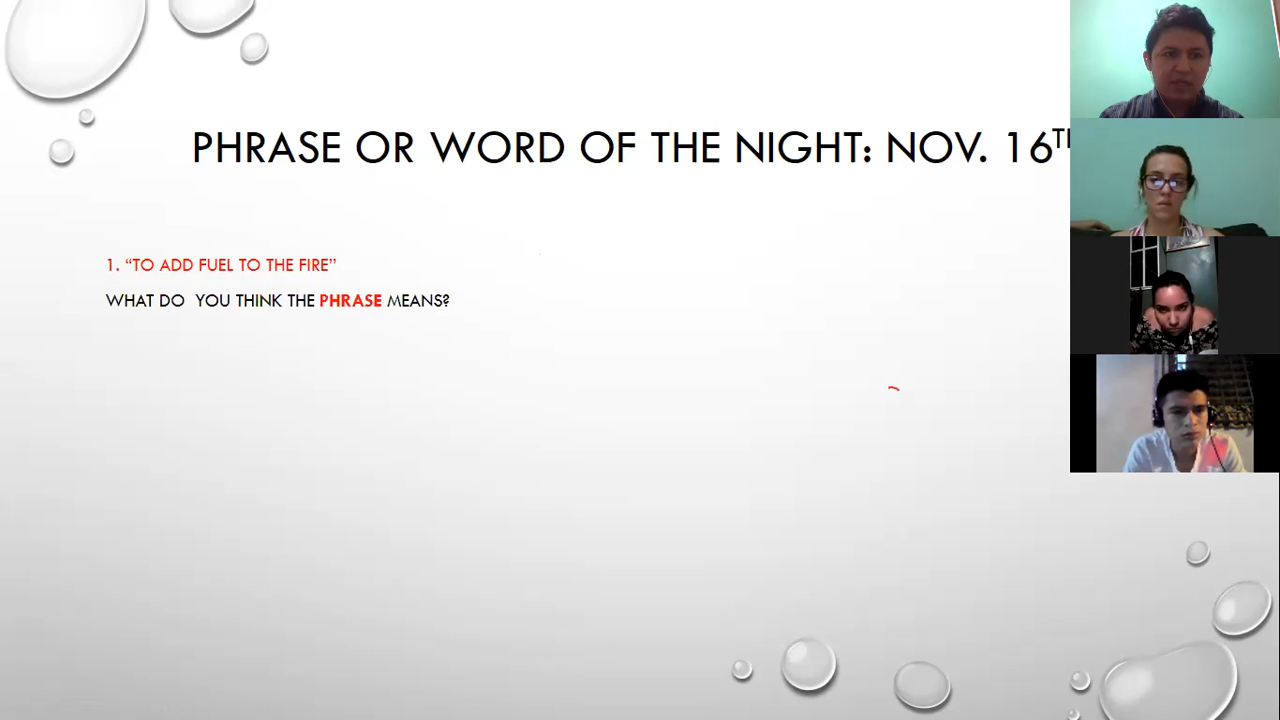 PHRASE OR WORD OF THE NIGHT: NOV. 16TH
1. “TO ADD FUEL TO THE FIRE”
WHAT DO YOU THINK THE PHRASE MEANS?